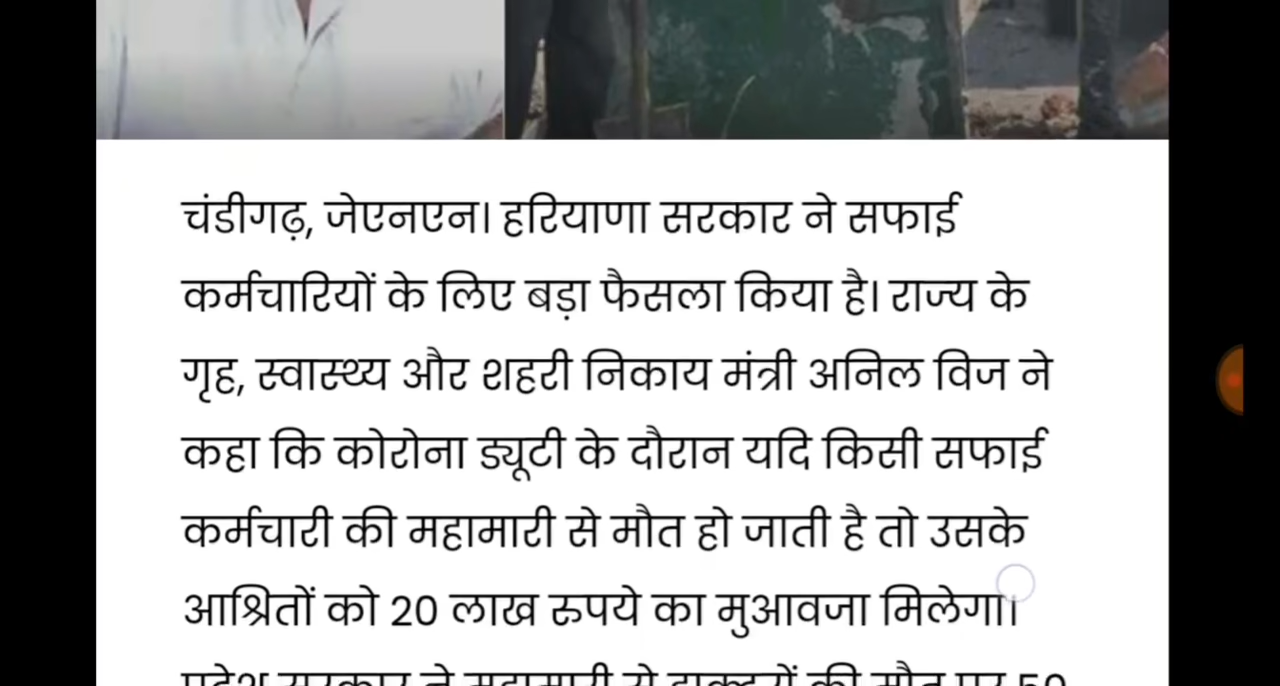 चंडीगढ़, जेएनएन। हरियाणा सरकार ने सफाई
कर्मचारियों के लिए बड़ा फैसला किया है। राज्य के
गृह, स्वास्थ्य और शहरी निकाय मंत्री अनिल विज ने
कहा कि कोरोना ड्यूटी के दौरान यदि किसी सफाई
कर्मचारी की महामारी से मौत हो जाती है तो उसके
आश्रितों को 20 लाख रुपये का मुआवजा मिलेगा।